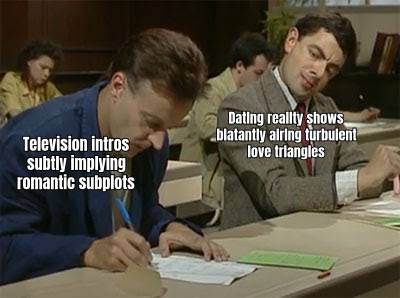 Television intros
subtly implying
romantic subplots
Dating reality shows
blatantly airing turbulent
love triangles